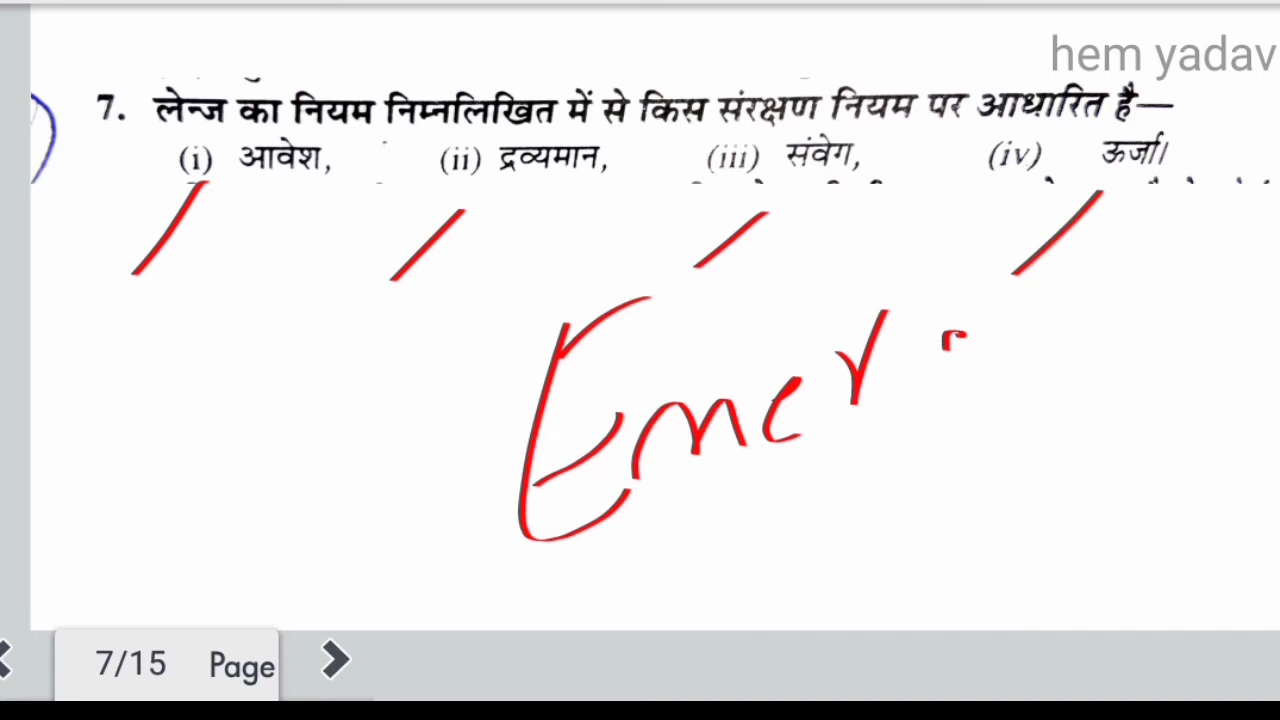 hem yadav
7. लेन्ज का नियम निम्नलिखित में से किस संरक्षण नियम पर आधारित है—
(i) आवेश, (ii) द्रव्यमान, (iii) संवेग, (iv) ऊर्जा।
Ener
7/15 Page